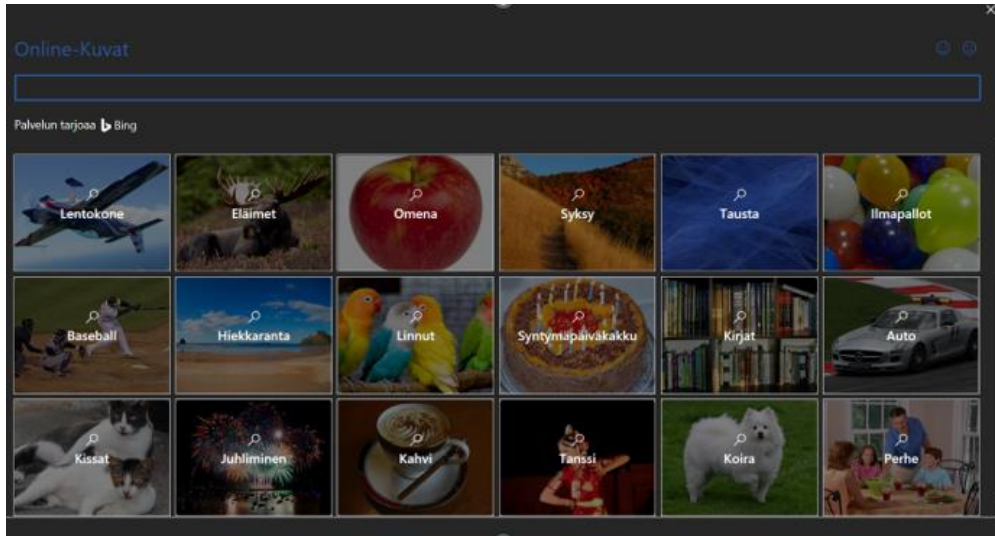 Online-Kuvat
Palvelun tarjoaa Bing
Lentokone
Eläimet
Omena
Syksy
Tausta
Ilmapallot
Baseball
Hiekkaranta
Linnut
Syntymäpäiväkakku
Kirjat
Auto
Kissat
Juhliminen
Kahvi
Tanssi
Koira
Perhe